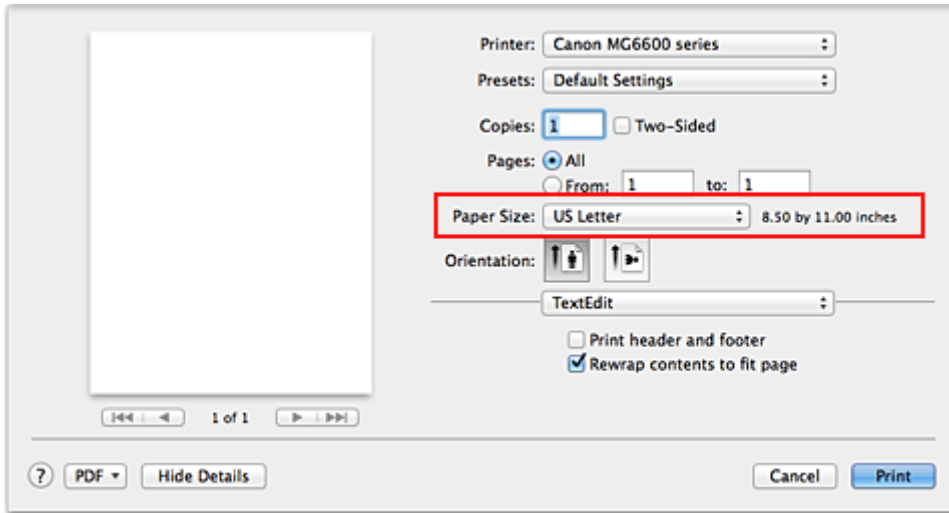 Printer: Canon MG6600 series
Presets: Default Settings
Copies: 1 Two-Sided
Pages: All
From: 1 to: 1
Paper Size: US Letter 8.50 by 11.00 inches
Orientation:
TextEdit
Print header and footer
Rewrap contents to fit page
1 of 1
? PDF Hide Details Cancel Print